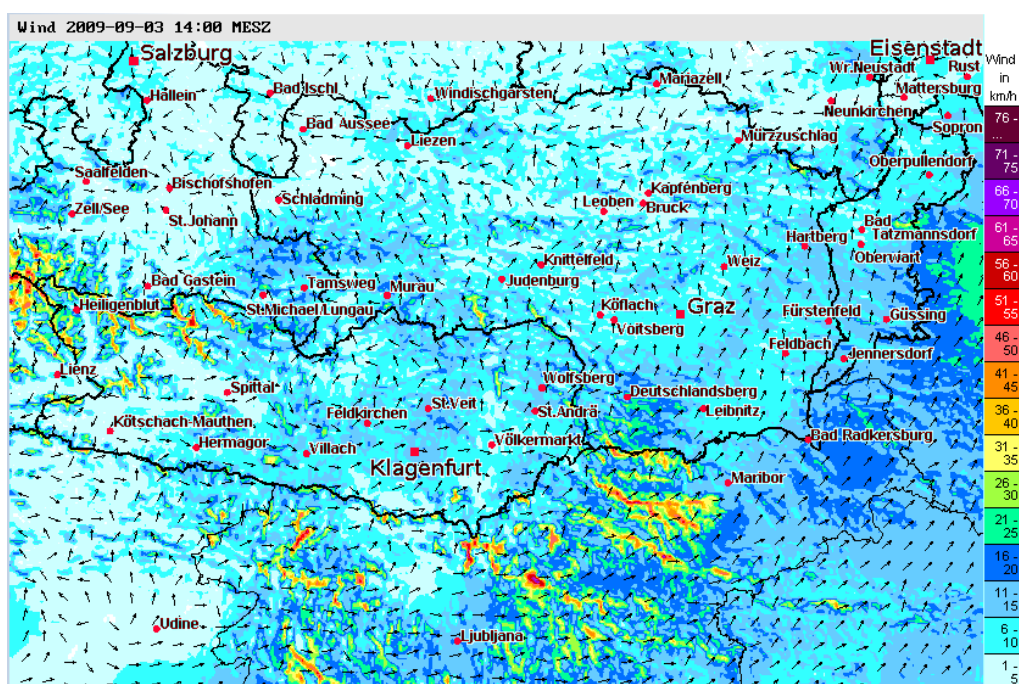 Wind 2009-09-03 14:00 MESZ
Salzburg
Eisenstadt
Wr.Neustadt
Rust
Wind
in
km/h
Hallein
Bad Ischl
Windischgarsten
Mariazell
Mattersburg
Neunkirchen
Sopron
Bad Aussee
Liezen
Mürzzuschlag
Oberpullendorf
Saalfelden
Bischofshofen
Zell/See
St.Johann
Schladming
Kapfenberg
Leoben
Bruck
Bad
Tatzmannsdorf
Hartberg
Oberwart
Knittelfeld
Weiz
Bad Gastein
Tamsweg
Murau
Judenburg
Heiligenblut
St.Michael/Lungau
Köflach
Voitsberg
Graz
Fürstenfeld
Güssing
Feldbach
Jennersdorf
Lienz
Spittal
Wolfsberg
Deutschlandsberg
Feldkirchen
St.Veit
St.Andrä
Leibnitz
Kötschach-Mauthen
Hermagor
Villach
Völkermarkt
Bad Radkersburg
Klagenfurt
Maribor
Udine
Ljubljana
76 -
...
71 -
75
66 -
70
61 -
65
56 -
60
51 -
55
46 -
50
41 -
45
36 -
40
31 -
35
26 -
30
21 -
25
16 -
20
11 -
15
6 -
10
1 -
5